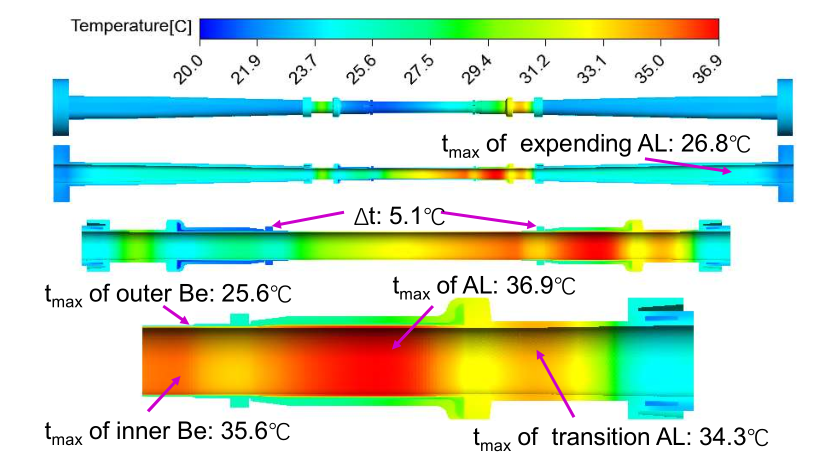 Temperature[C]
20.0 21.9 23.7 25.6 27.5 29.4 31.2 33.1 35.0 36.9
tmax of expending AL: 26.8℃
Δt: 5.1℃
tmax of outer Be: 25.6℃
tmax of AL: 36.9℃
tmax of inner Be: 35.6℃
tmax of transition AL: 34.3℃